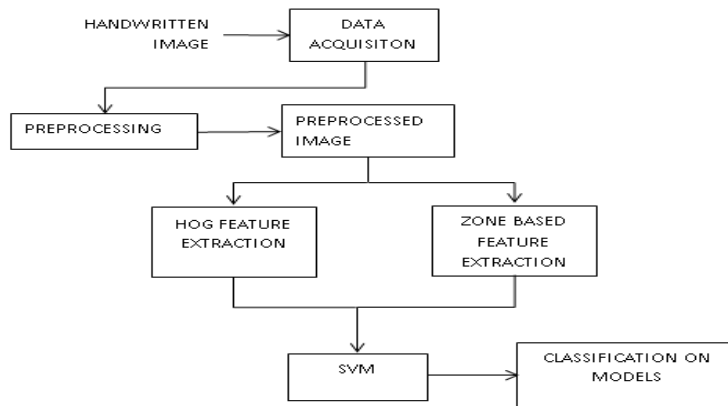 HANDWRITTEN
IMAGE
DATA
ACQUISITON
PREPROCESSING
PREPROCESSED
IMAGE
HOG FEATURE
EXTRACTION
ZONE BASED
FEATURE
EXTRACTION
SVM
CLASSIFICATION ON
MODELS